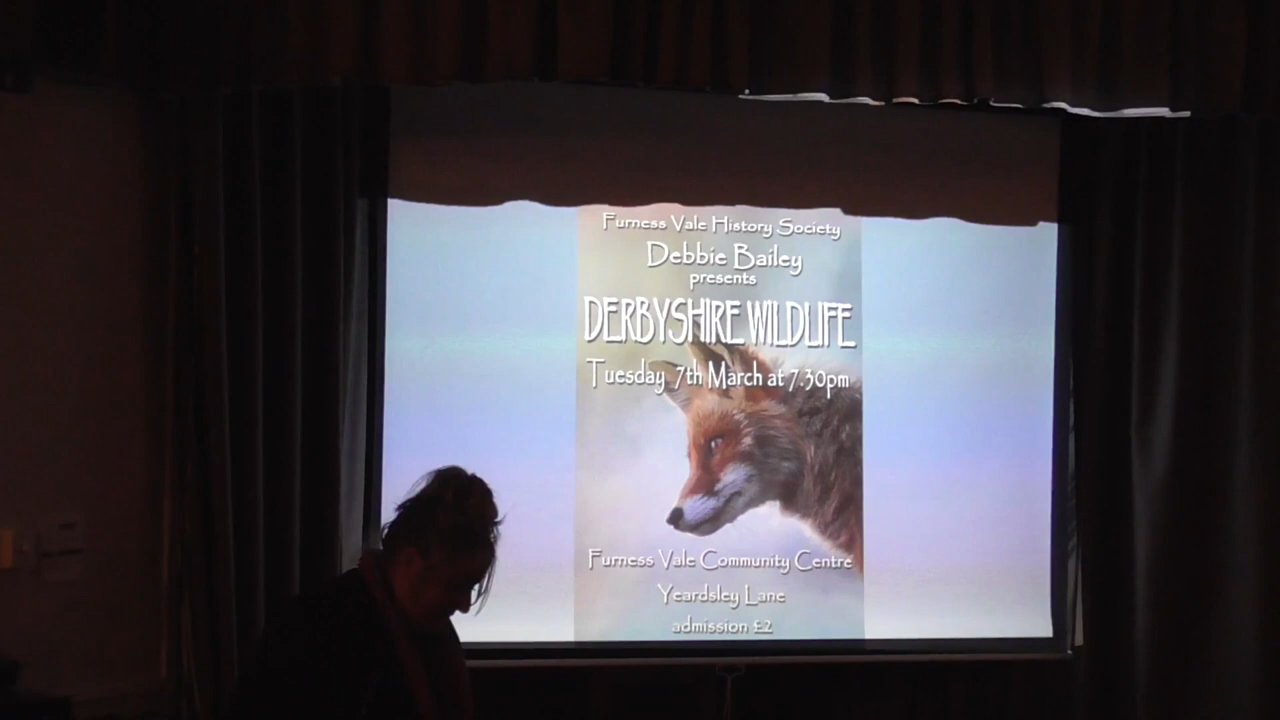 Furness Vale History Society
Debbie Bailey
presents
DERBYSHIRE WILDLIFE
Tuesday 7th March at 7.30pm
Furness Vale Community Centre
Yeardsley Lane
admission £2